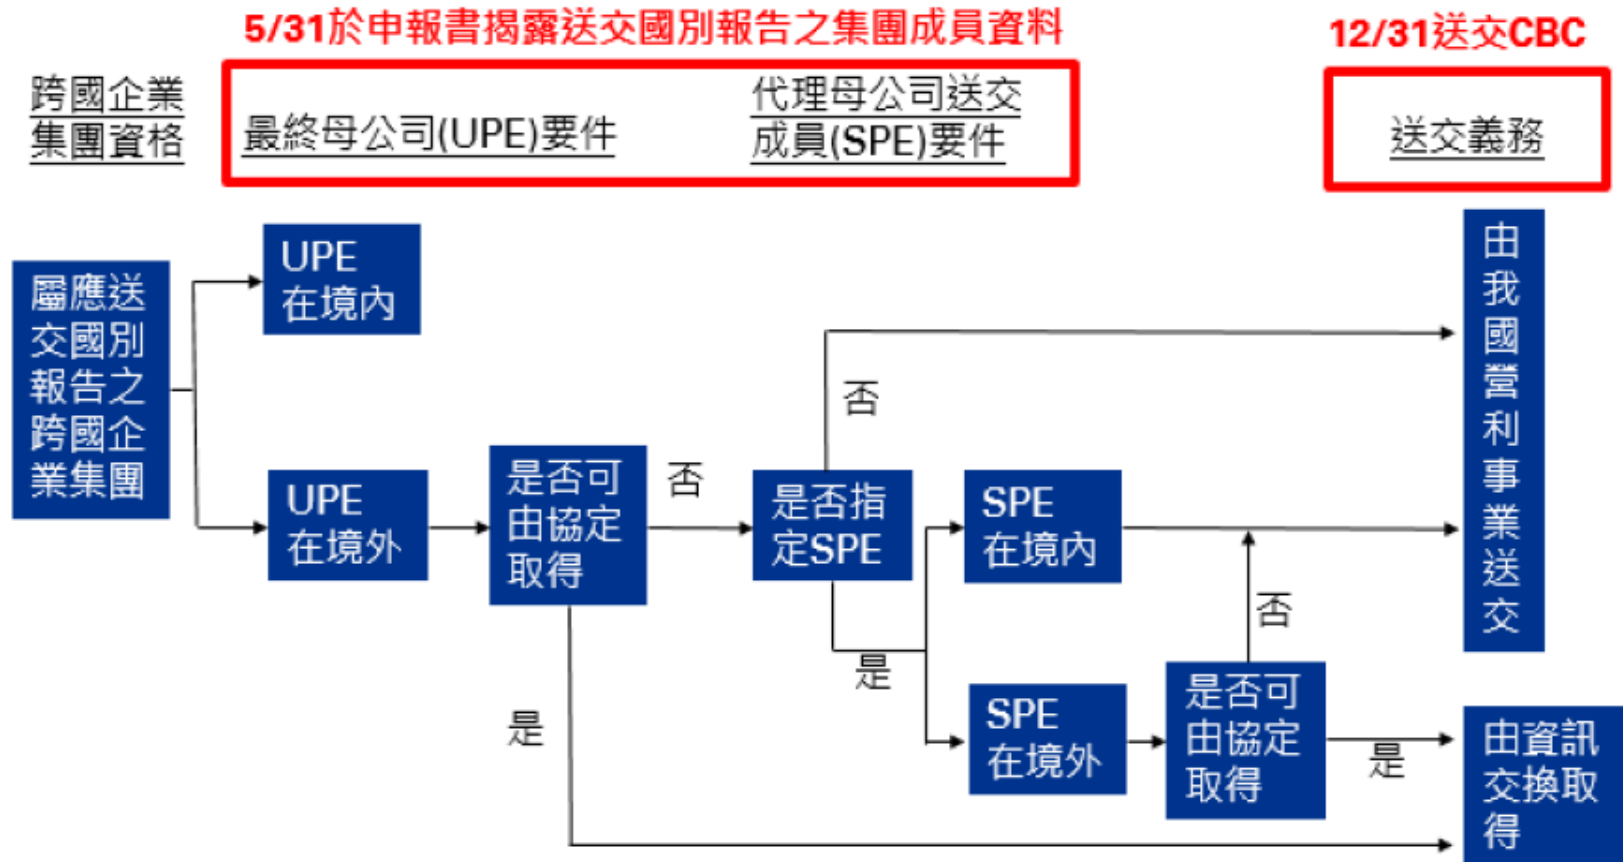 5/31於申報書揭露送交國別報告之集團成員資料
12/31送交CBC
跨國企業
集團資格
最終母公司(UPE)要件
代理母公司送交
成員(SPE)要件
送交義務
屬應送
交國別
報告之
跨國企
業集團
UPE
在境內
UPE
在境外
是否可
由協定
取得
否
是
是否指
定SPE
否
是
SPE
在境內
SPE
在境外
是否可
由協定
取得
否
是
由
我
國
營
利
事
業
送
交
由資訊
交換取
得